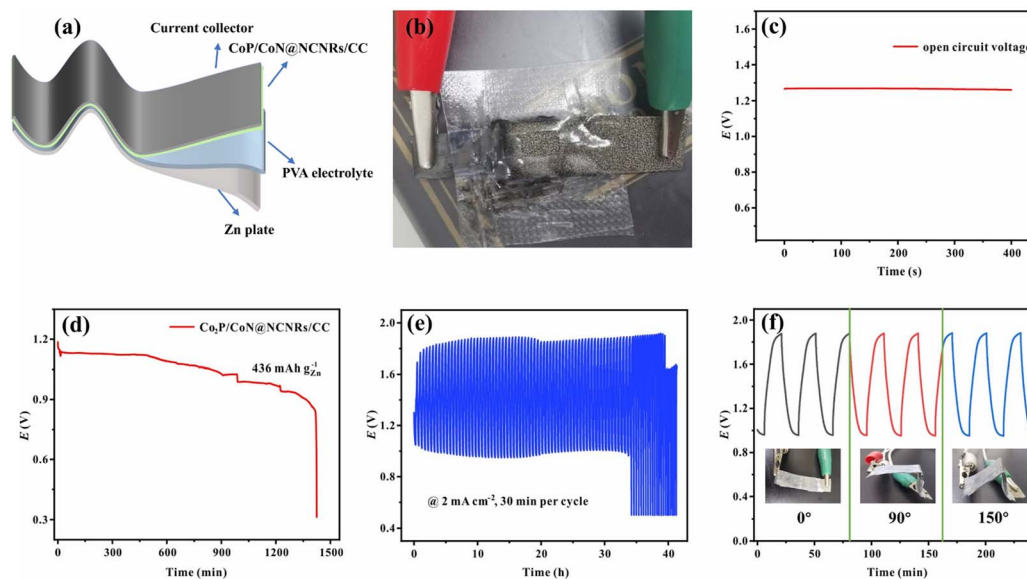 (a)
Current collector
CoP/CoN@NCNRs/CC
PVA electrolyte
Zn plate
(b)
(c)
open circuit voltage
E (V)
1.6
1.4
1.2
1.0
0.8
0.6
0 100 200 300 400
Time (s)
(d)
Co₂P/CoN@NCNRs/CC
436 mAh g⁻¹Zn
E (V)
1.2
0.9
0.6
0.3
0 300 600 900 1200 1500
Time (min)
(e)
@ 2 mA cm⁻², 30 min per cycle
E (V)
2.0
1.6
1.2
0.8
0.4
0 10 20 30 40
Time (h)
(f)
E (V)
2.0
1.6
1.2
0.8
0.4
0° 90° 150°
0 50 100 150 200
Time (min)